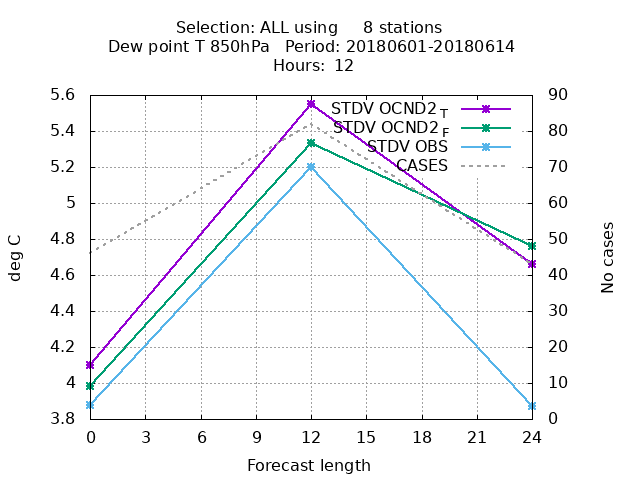 Selection: ALL using     8 stations
Dew point T 850hPa   Period: 20180601-20180614
Hours: 12
5.6
5.4
5.2
5
4.8
4.6
4.4
4.2
4
3.8
90
80
70
60
50
40
30
20
10
0
STDV OCND2T
STDV OCND2F
STDV OBS
CASES
deg C
No cases
0 3 6 9 12 15 18 21 24
Forecast length